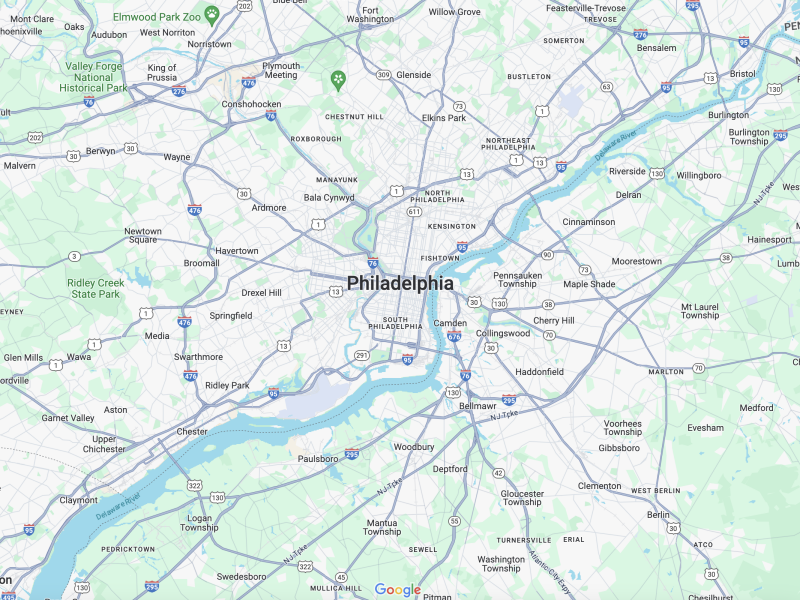 Mont Clare
Oaks
Phoenixville
Audubon
Elmwood Park Zoo
West Norriton
Norristown
Fort
Washington
Willow Grove
Feasterville-Trevose
TREVOSE
295
276
Bensalem
SOMERTON
Valley Forge
National
Historical Park
King of
Prussia
Plymouth
Meeting
309
Glenside
BUSTLETON
63
13
Bristol
95
130
76
276
476
202
Conshohocken
76
73
1
Burlington
CHESTNUT HILL
Elkins Park
ROXBOROUGH
NORTHEAST
PHILADELPHIA
Delaware River
Burlington
Township
295
202
30
Berwyn
30
Malvern
Wayne
1
13
95
Riverside
130
Willingboro
MANAYUNK
13
NJ-Tpke
30
Bala Cynwyd
1
NORTH
PHILADELPHIA
Delran
476
Ardmore
611
1
KENSINGTON
Cinnaminson
Newtown
Square
Havertown
95
Hainesport
38
3
Broomall
76
FISHTOWN
90
73
Moorestown
Ridley Creek
State Park
Drexel Hill
13
Philadelphia
Pennsauken
Township
Maple Shade
30
130
38
Mt Laurel
Township
1
Springfield
476
SOUTH
PHILADELPHIA
Camden
Collingswood
Cherry Hill
70
Media
676
30
13
Glen Mills
Wawa
1
Swarthmore
291
95
Haddonfield
MARLTON
70
476
Ridley Park
76
95
130
295
Aston
Garnet Valley
Bellmawr
NJ-Tpke
Medford
Chester
Voorhees
Township
Evesham
Upper
Chichester
Gibbsboro
Woodbury
Paulsboro
295
Deptford
42
322
130
NJ-Tpke
Clementon
WEST BERLIN
Claymont
Gloucester
Township
Delaware River
95
Logan
Township
55
Berlin
30
Mantua
Township
TURNERSVILLE
ERIAL
ATCO
PEDRICKTOWN
SEWELL
NJ-Tpke
322
Washington
Township
Atlantic City Expy
Swedesboro
45
130
295
MULLICA HILL
Google
Pitman
73
30
Chesilhurst
495